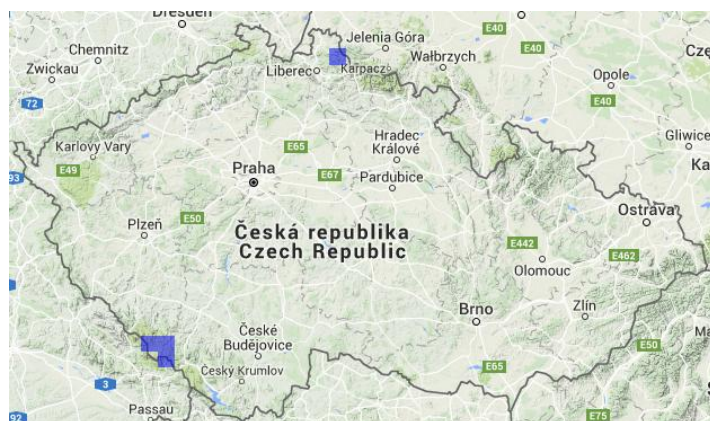 Dresden
E40
Chemnitz
Jelenia Góra
Zwickau
Liberec
Karpacz
Wałbrzych
E40
Opole
72
E40
Hradec
Králové
Gliwice
Karlovy Vary
E65
E49
93
Praha
E67
Pardubice
Plzeň
E50
Česká republika
Czech Republic
Ostrava
E442
E462
Olomouc
Brno
Zlín
České
Budějovice
E50
E65
Český Krumlov
3
Passau
92
E75